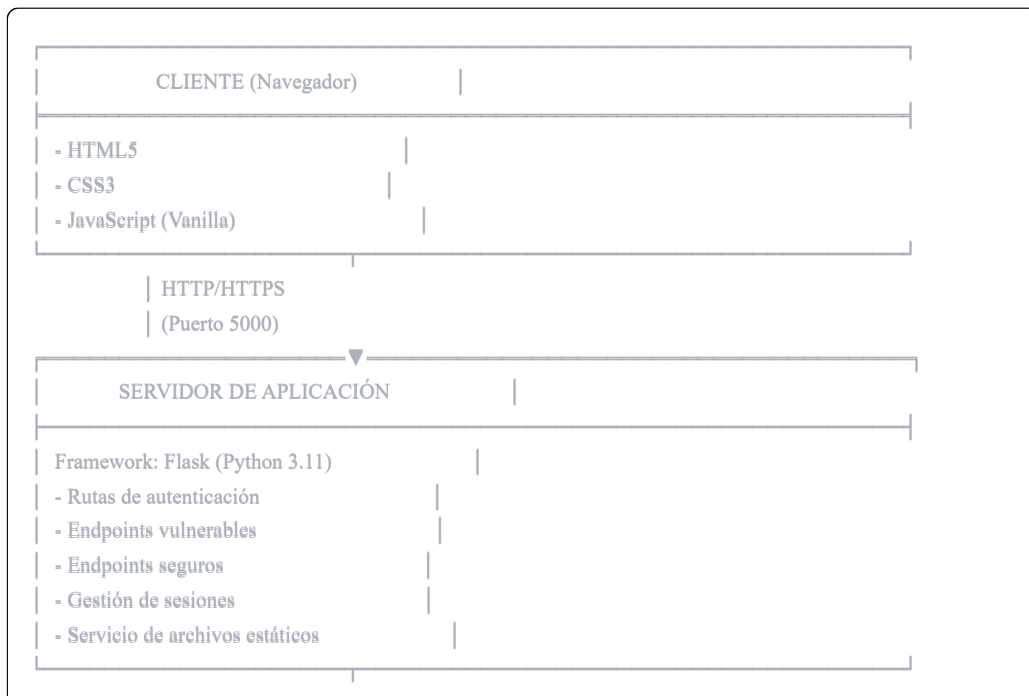 CLIENTE (Navegador)
- HTML5
- CSS3
- JavaScript (Vanilla)
HTTP/HTTPS
(Puerto 5000)
SERVIDOR DE APLICACIÓN
Framework: Flask (Python 3.11)
- Rutas de autenticación
- Endpoints vulnerables
- Endpoints seguros
- Gestión de sesiones
- Servicio de archivos estáticos